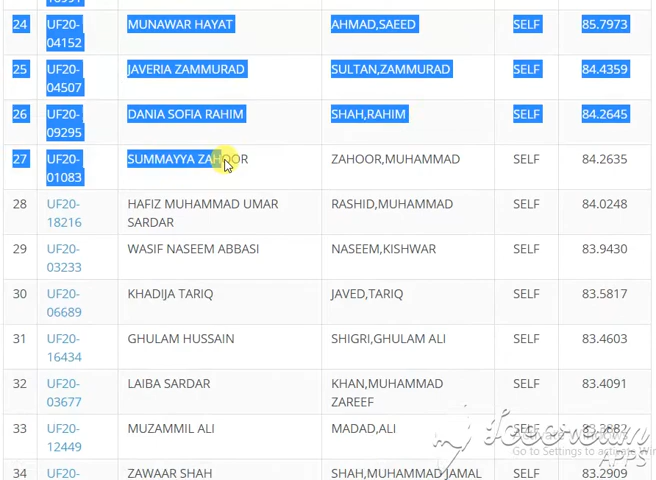 24 UF20- MUNAWAR HAYAT AHMAD,SAEED SELF 85.7973
04152
25 UF20- JAVERIA ZAMMURAD SULTAN,ZAMMURAD SELF 84.4359
04507
26 UF20- DANIA SOFIA RAHIM SHAH,RAHIM SELF 84.2645
09295
27 UF20- SUMMAYYA ZAHOOR ZAHOOR,MUHAMMAD SELF 84.2635
01083
28 UF20- HAFIZ MUHAMMAD UMAR RASHID,MUHAMMAD SELF 84.0248
18216 SARDAR
29 UF20- WASIF NASEEM ABBASI NASEEM,KISHWAR SELF 83.9430
03233
30 UF20- KHADIJA TARIQ JAVED,TARIQ SELF 83.5817
06689
31 UF20- GHULAM HUSSAIN SHIGRI,GHULAM ALI SELF 83.4603
16434
32 UF20- LAIBA SARDAR KHAN,MUHAMMAD SELF 83.4091
03677 ZAREEF
33 UF20- MUZAMMIL ALI MADAD,ALI
12449
Go to Settings to activate Win
APPS
34 UF20- ZAWAAR SHAH SHAH,MUHAMMAD JAMAL SELF 83.2909